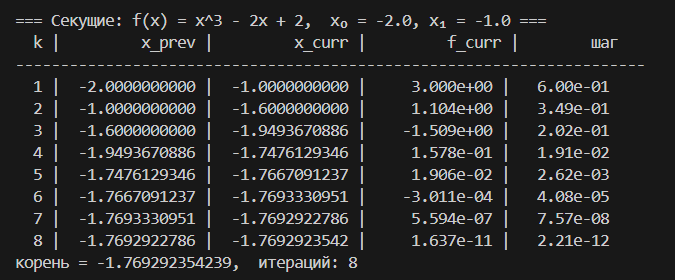 === Секущие: f(x) = x^3 - 2x + 2,  x₀ = -2.0, x₁ = -1.0 ===
  k |         x_prev |         x_curr |       f_curr |        шаг
-----------------------------------------------------------------
  1 |  -2.0000000000 |  -1.0000000000 |    3.000e+00 |   6.00e-01
  2 |  -1.0000000000 |  -1.6000000000 |    1.104e+00 |   3.49e-01
  3 |  -1.6000000000 |  -1.9493670886 |   -1.509e+00 |   2.02e-01
  4 |  -1.9493670886 |  -1.7476129346 |    1.578e-01 |   1.91e-02
  5 |  -1.7476129346 |  -1.7667091237 |    1.906e-02 |   2.62e-03
  6 |  -1.7667091237 |  -1.7693330951 |   -3.011e-04 |   4.08e-05
  7 |  -1.7693330951 |  -1.7692922786 |    5.594e-07 |   7.57e-08
  8 |  -1.7692922786 |  -1.7692923542 |    1.637e-11 |   2.21e-12
корень = -1.769292354239,  итераций: 8